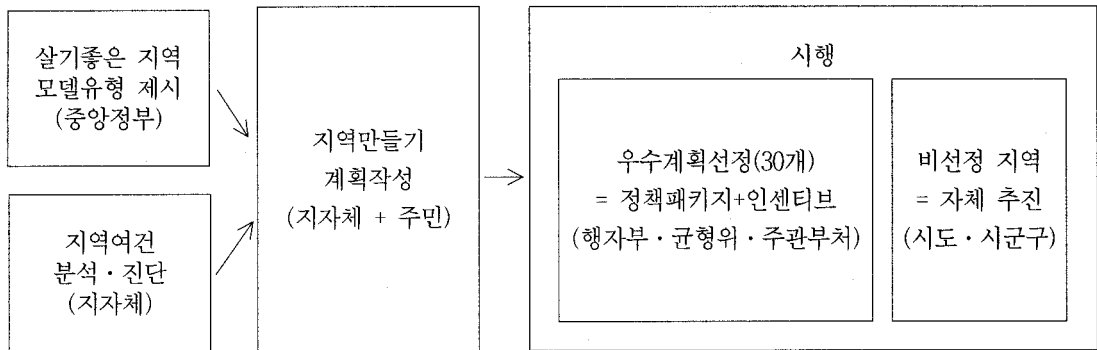 살기좋은 지역
모델유형 제시
(중앙정부)
지역여건
분석·진단
(지자체)
지역만들기
계획작성
(지자체 + 주민)
시행
우수계획선정(30개)
= 정책패키지+인센티브
(행자부·균형위·주관부처)
비선정 지역
= 자체 추진
(시도·시군구)